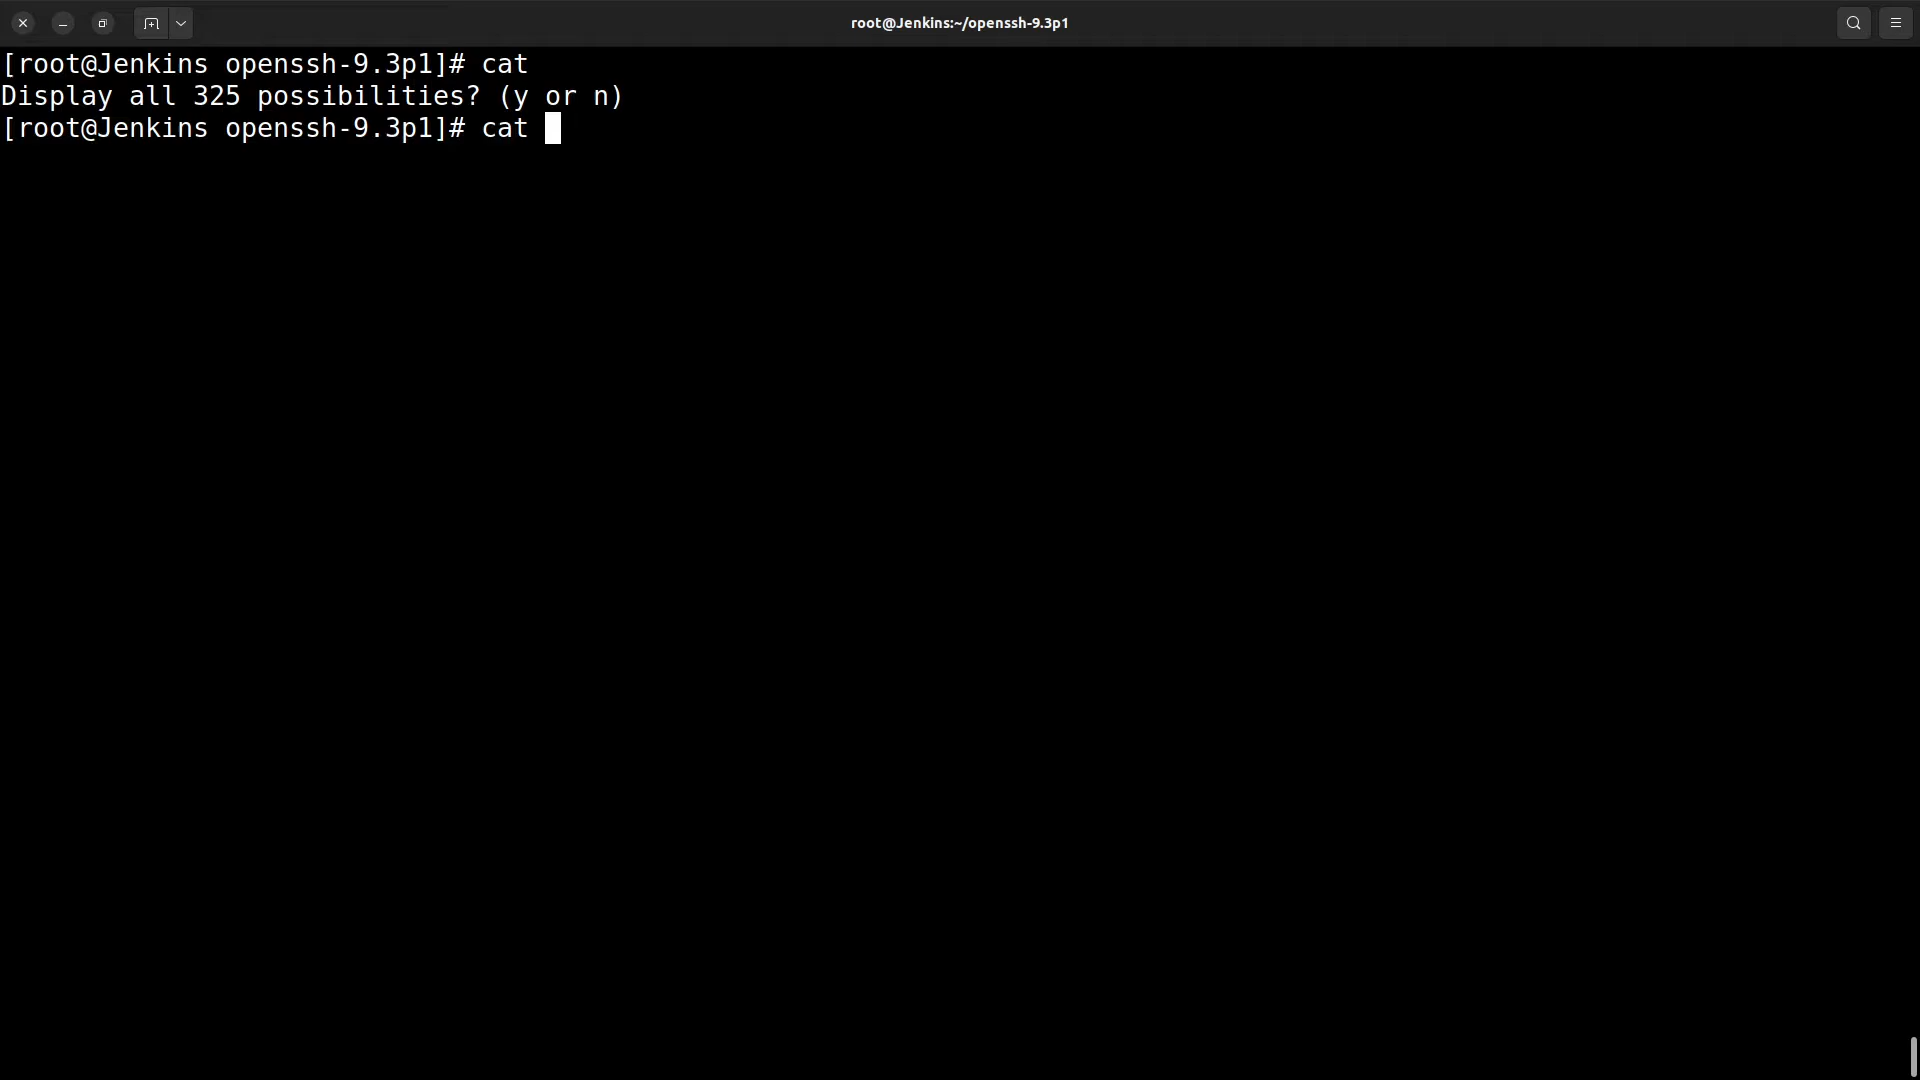 root@Jenkins:~/openssh-9.3p1
[root@Jenkins openssh-9.3p1]# cat
Display all 325 possibilities? (y or n)
[root@Jenkins openssh-9.3p1]# cat